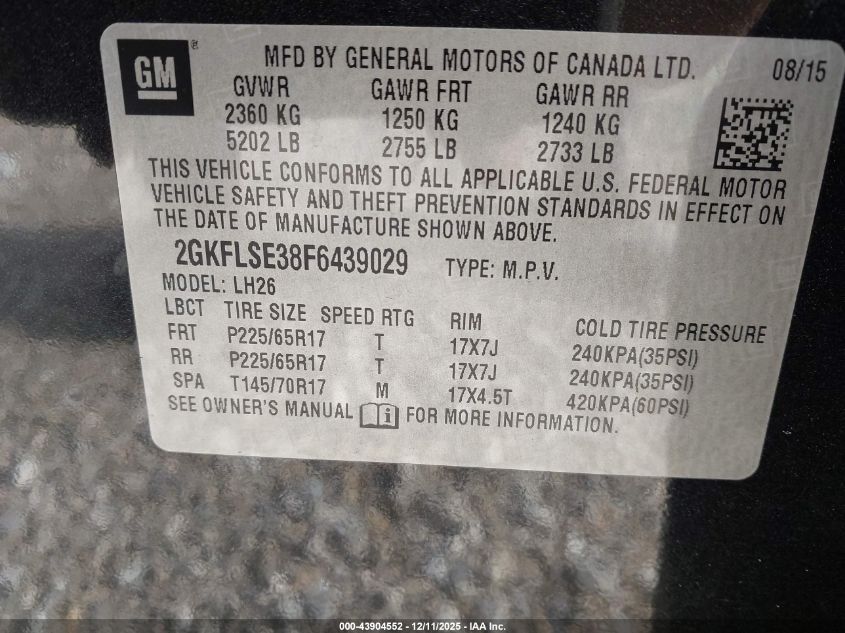 GM ®
MFD BY GENERAL MOTORS OF CANADA LTD. 08/15
GVWR GAWR FRT GAWR RR
2360 KG 1250 KG 1240 KG
5202 LB 2755 LB 2733 LB
THIS VEHICLE CONFORMS TO ALL APPLICABLE U.S. FEDERAL MOTOR
VEHICLE SAFETY AND THEFT PREVENTION STANDARDS IN EFFECT ON
THE DATE OF MANUFACTURE SHOWN ABOVE.
2GKFLSE38F6439029 TYPE: M.P.V.
MODEL: LH26
LBCT TIRE SIZE SPEED RTG RIM COLD TIRE PRESSURE
FRT P225/65R17 T 17X7J 240KPA(35PSI)
RR P225/65R17 T 17X7J 240KPA(35PSI)
SPA T145/70R17 M 17X4.5T 420KPA(60PSI)
SEE OWNER'S MANUAL i FOR MORE INFORMATION.
000-43904552 - 12/11/2025 - IAA Inc.